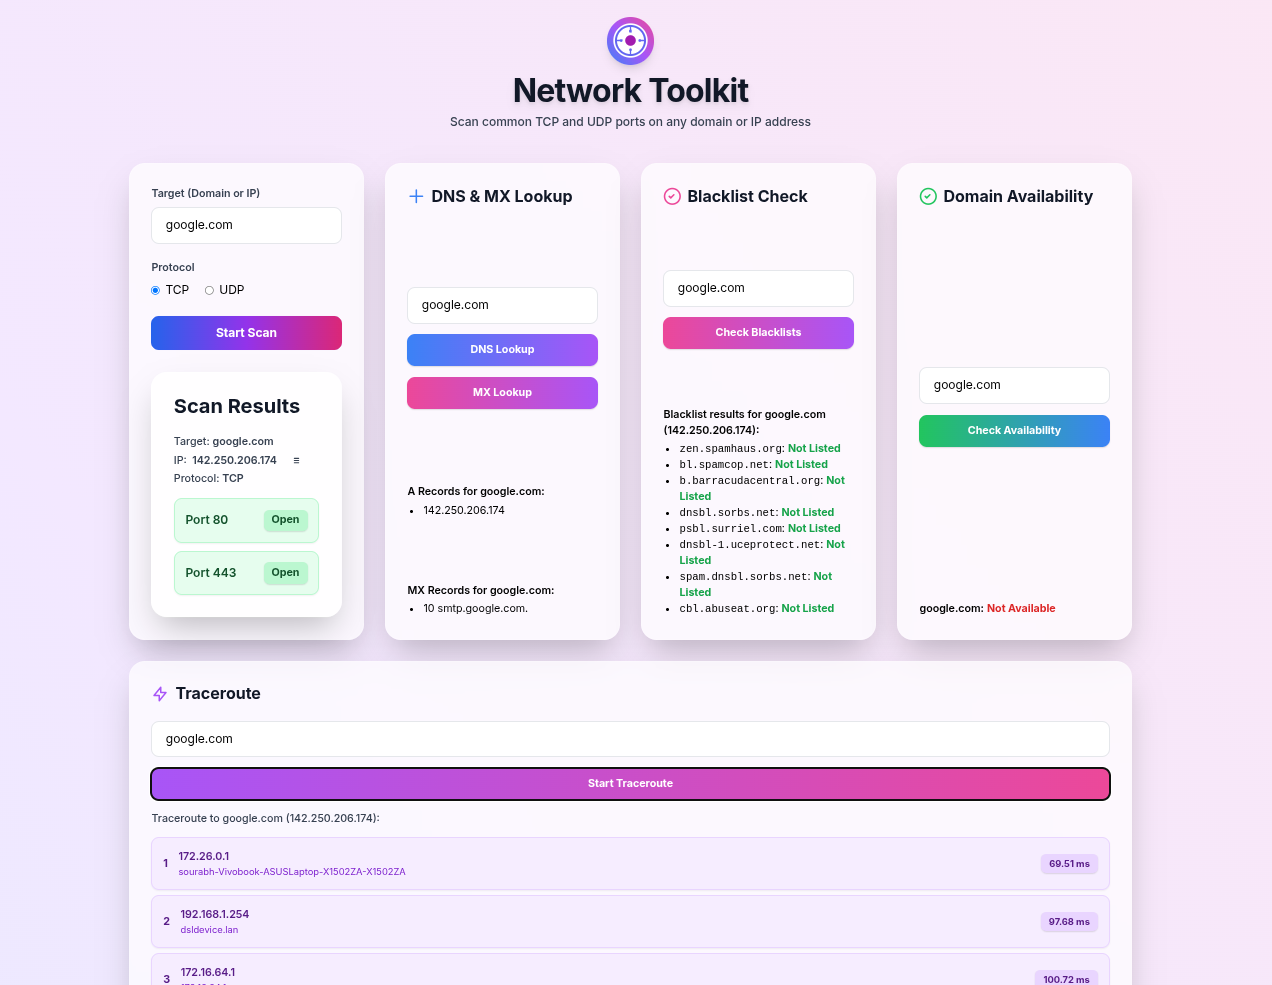 Network Toolkit
Scan common TCP and UDP ports on any domain or IP address
Target (Domain or IP)
google.com
Protocol
TCP
UDP
Start Scan
Scan Results
Target: google.com
IP: 142.250.206.174
Protocol: TCP
Port 80
Open
Port 443
Open
DNS & MX Lookup
google.com
DNS Lookup
MX Lookup
A Records for google.com:
• 142.250.206.174
MX Records for google.com:
• 10 smtp.google.com.
Blacklist Check
google.com
Check Blacklists
Blacklist results for google.com
(142.250.206.174):
• zen.spamhaus.org: Not Listed
• bl.spamcop.net: Not Listed
• b.barracudacentral.org: Not
Listed
• dnsbl.sorbs.net: Not Listed
• psbl.surriel.com: Not Listed
• dnsbl-1.uceprotect.net: Not
Listed
• spam.dnsbl.sorbs.net: Not
Listed
• cbl.abuseat.org: Not Listed
Domain Availability
google.com
Check Availability
google.com: Not Available
Traceroute
google.com
Start Traceroute
Traceroute to google.com (142.250.206.174):
1
172.26.0.1
sourabh-Vivobook-ASUSLaptop-X1502ZA-X1502ZA
69.51 ms
2
192.168.1.254
dsldevice.lan
97.68 ms
3
172.16.64.1
100.72 ms